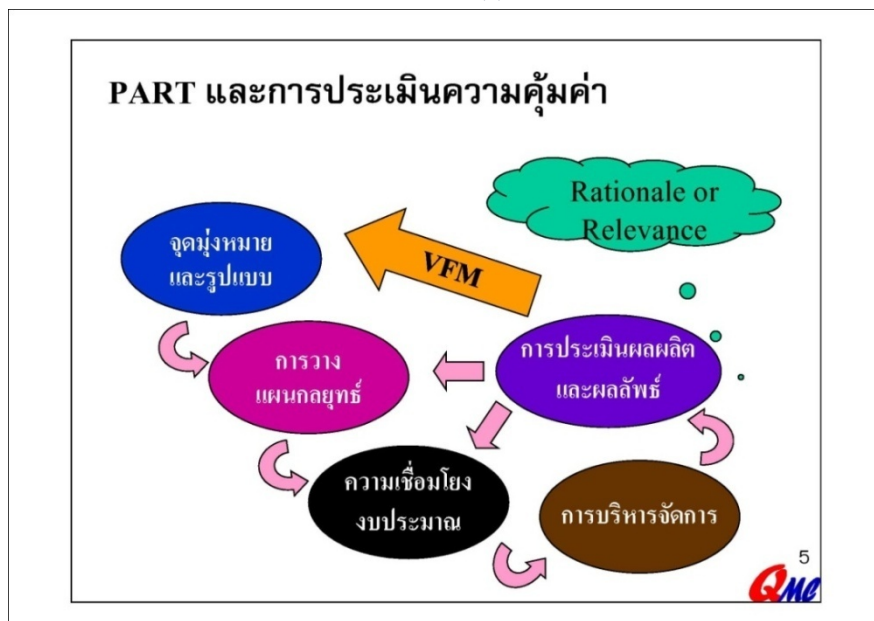 PART และการประเมินความคุ้มค่า
Rationale or
Relevance
จุดมุ่งหมาย
และรูปแบบ
VFM
การวาง
แผนกลยุทธ์
การประเมินผลผลิต
และผลลัพธ์
ความเชื่อมโยง
งบประมาณ
การบริหารจัดการ
5
QMC